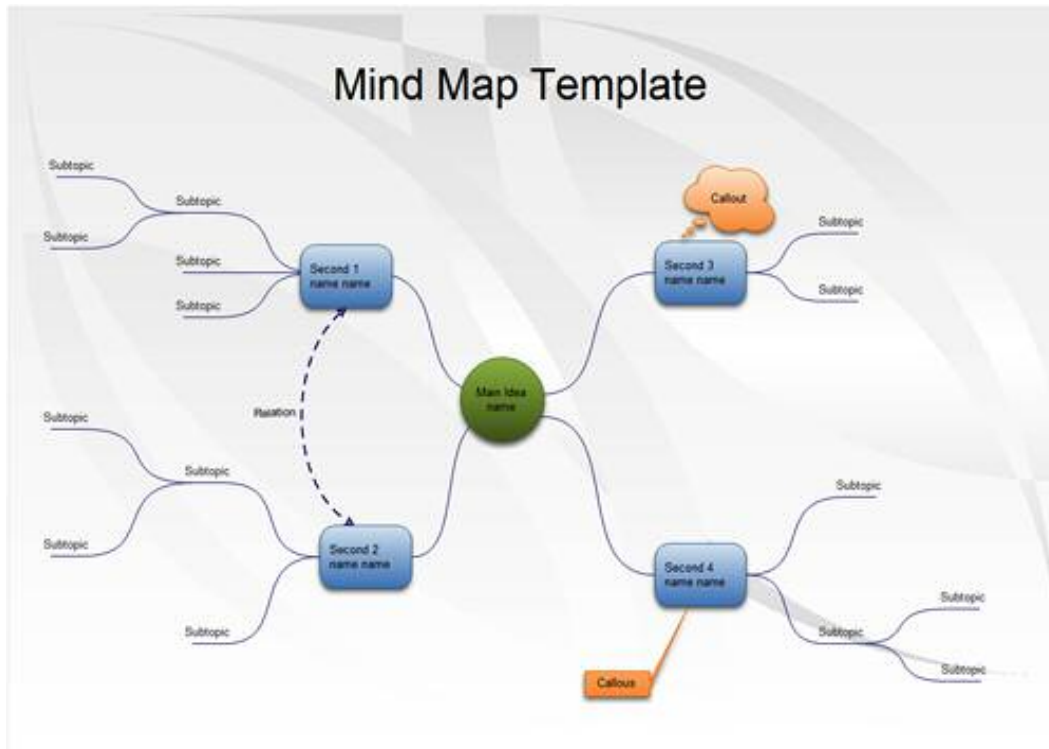 Mind Map Template
Subtopic
Subtopic
Subtopic
Subtopic
Subtopic
Second 1
name name
Callout
Second 3
name name
Subtopic
Subtopic
Main Idea
name
Relation
Subtopic
Subtopic
Subtopic
Subtopic
Second 2
name name
Subtopic
Second 4
name name
Subtopic
Subtopic
Subtopic
Callous